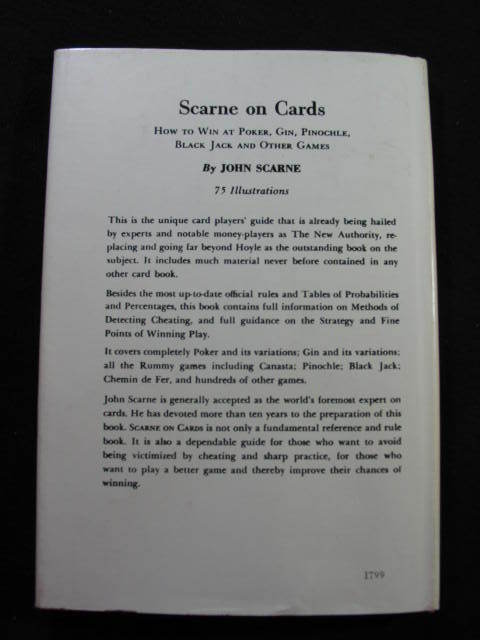 Scarne on Cards
HOW TO WIN AT POKER, GIN, PINOCHLE,
BLACK JACK AND OTHER GAMES
By JOHN SCARNE
75 Illustrations
This is the unique card players' guide that is already being hailed
by experts and notable money-players as The New Authority, re-
placing and going far beyond Hoyle as the outstanding book on the
subject. It includes much material never before contained in any
other card book.
Besides the most up-to-date official rules and Tables of Probabilities
and Percentages, this book contains full information on Methods of
Detecting Cheating, and full guidance on the Strategy and Fine
Points of Winning Play.
It covers completely Poker and its variations; Gin and its variations;
all the Rummy games including Canasta; Pinochle; Black Jack;
Chemin de Fer, and hundreds of other games.
John Scarne is generally accepted as the world's foremost expert on
cards. He has devoted more than ten years to the preparation of this
book. SCARNE ON CARDS is not only a fundamental reference and rule
book. It is also a dependable guide for those who want to avoid
being victimized by cheating and sharp practice, for those who
want to play a better game and thereby improve their chances of
winning.
1799